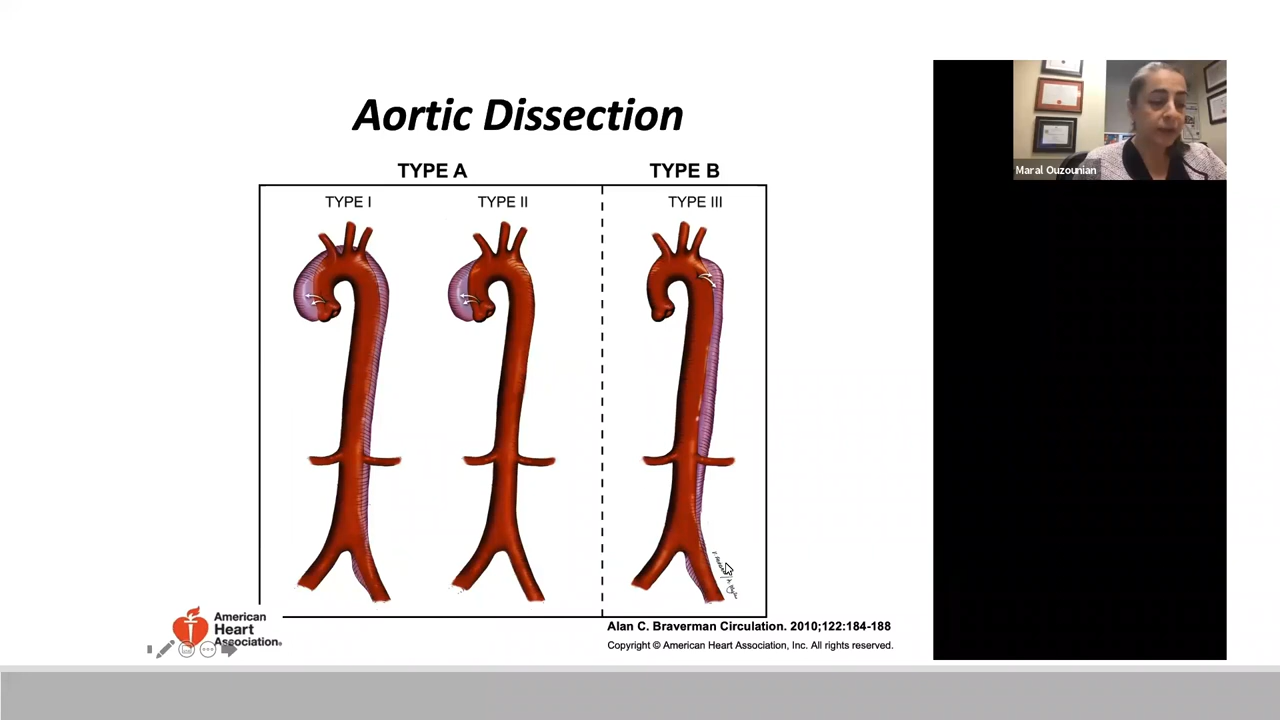 Aortic Dissection
TYPE A
TYPE B
TYPE I
TYPE II
TYPE III
American
Heart
Association®
Alan C. Braverman Circulation. 2010;122:184-188
Copyright © American Heart Association, Inc. All rights reserved.
Maral Ouzounian